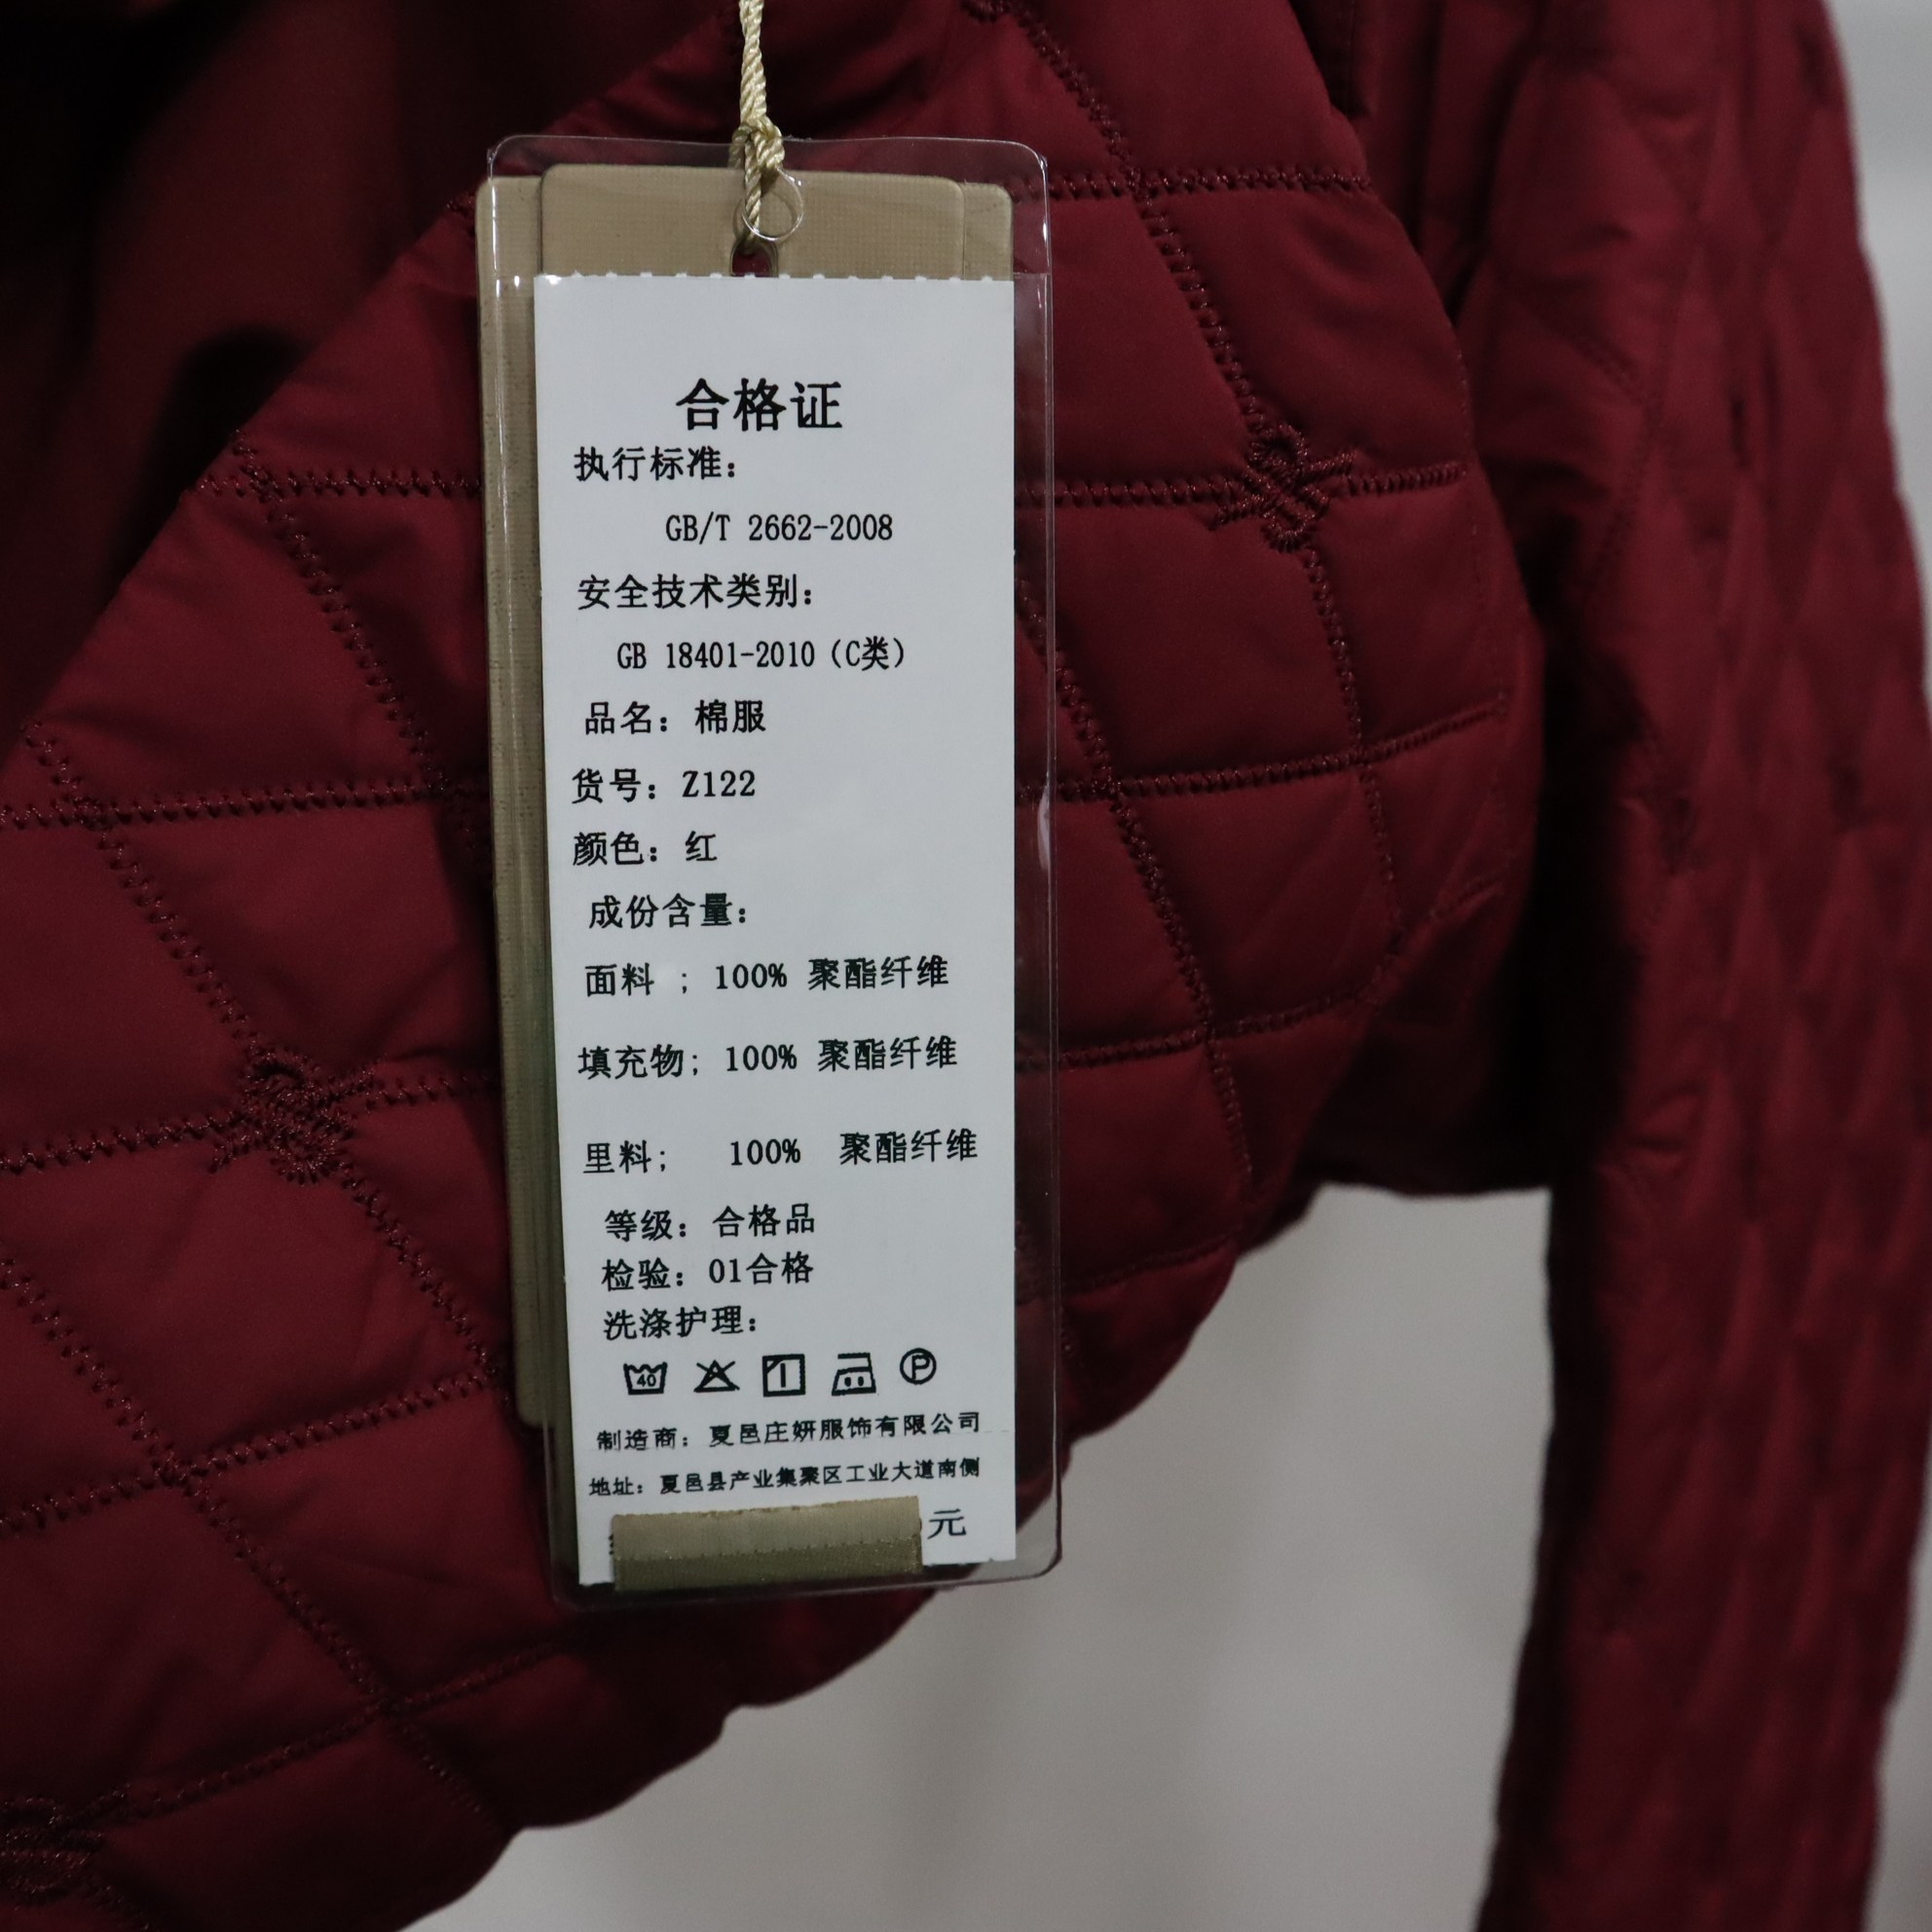 合格证
执行标准：
GB/T 2662-2008
安全技术类别：
GB 18401-2010（C类）
品名：棉服
货号：Z122
颜色：红
成份含量：
面料 ；100% 聚酯纤维
填充物；100% 聚酯纤维
里料； 100% 聚酯纤维
等级：合格品
检验：01合格
洗涤护理：
40 P
制造商：夏邑庄妍服饰有限公司
地址：夏邑县产业集聚区工业大道南侧
元